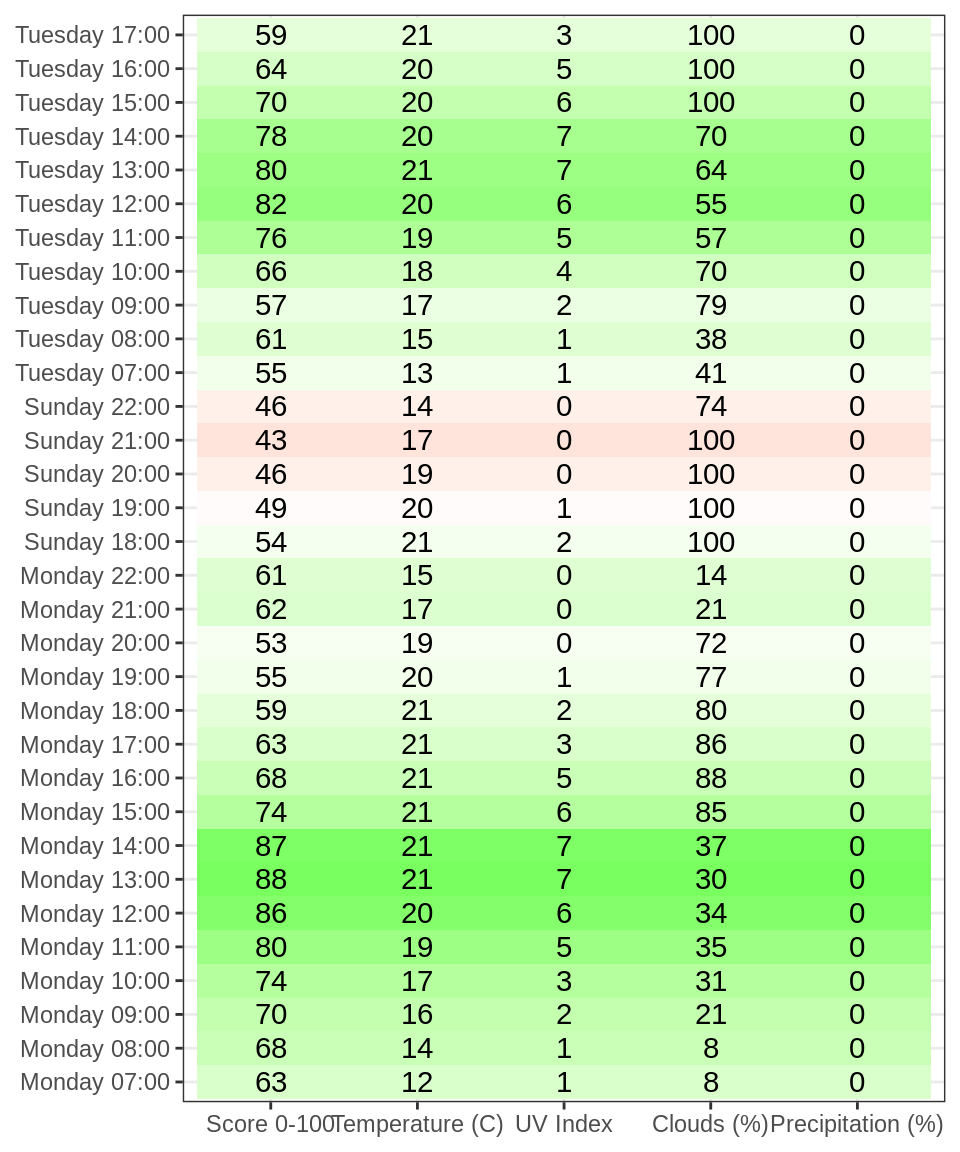 Tuesday 17:00 59 21 3 100 0
Tuesday 16:00 64 20 5 100 0
Tuesday 15:00 70 20 6 100 0
Tuesday 14:00 78 20 7 70 0
Tuesday 13:00 80 21 7 64 0
Tuesday 12:00 82 20 6 55 0
Tuesday 11:00 76 19 5 57 0
Tuesday 10:00 66 18 4 70 0
Tuesday 09:00 57 17 2 79 0
Tuesday 08:00 61 15 1 38 0
Tuesday 07:00 55 13 1 41 0
Sunday 22:00 46 14 0 74 0
Sunday 21:00 43 17 0 100 0
Sunday 20:00 46 19 0 100 0
Sunday 19:00 49 20 1 100 0
Sunday 18:00 54 21 2 100 0
Monday 22:00 61 15 0 14 0
Monday 21:00 62 17 0 21 0
Monday 20:00 53 19 0 72 0
Monday 19:00 55 20 1 77 0
Monday 18:00 59 21 2 80 0
Monday 17:00 63 21 3 86 0
Monday 16:00 68 21 5 88 0
Monday 15:00 74 21 6 85 0
Monday 14:00 87 21 7 37 0
Monday 13:00 88 21 7 30 0
Monday 12:00 86 20 6 34 0
Monday 11:00 80 19 5 35 0
Monday 10:00 74 17 3 31 0
Monday 09:00 70 16 2 21 0
Monday 08:00 68 14 1 8 0
Monday 07:00 63 12 1 8 0
Score 0-100 Temperature (C) UV Index Clouds (%) Precipitation (%)